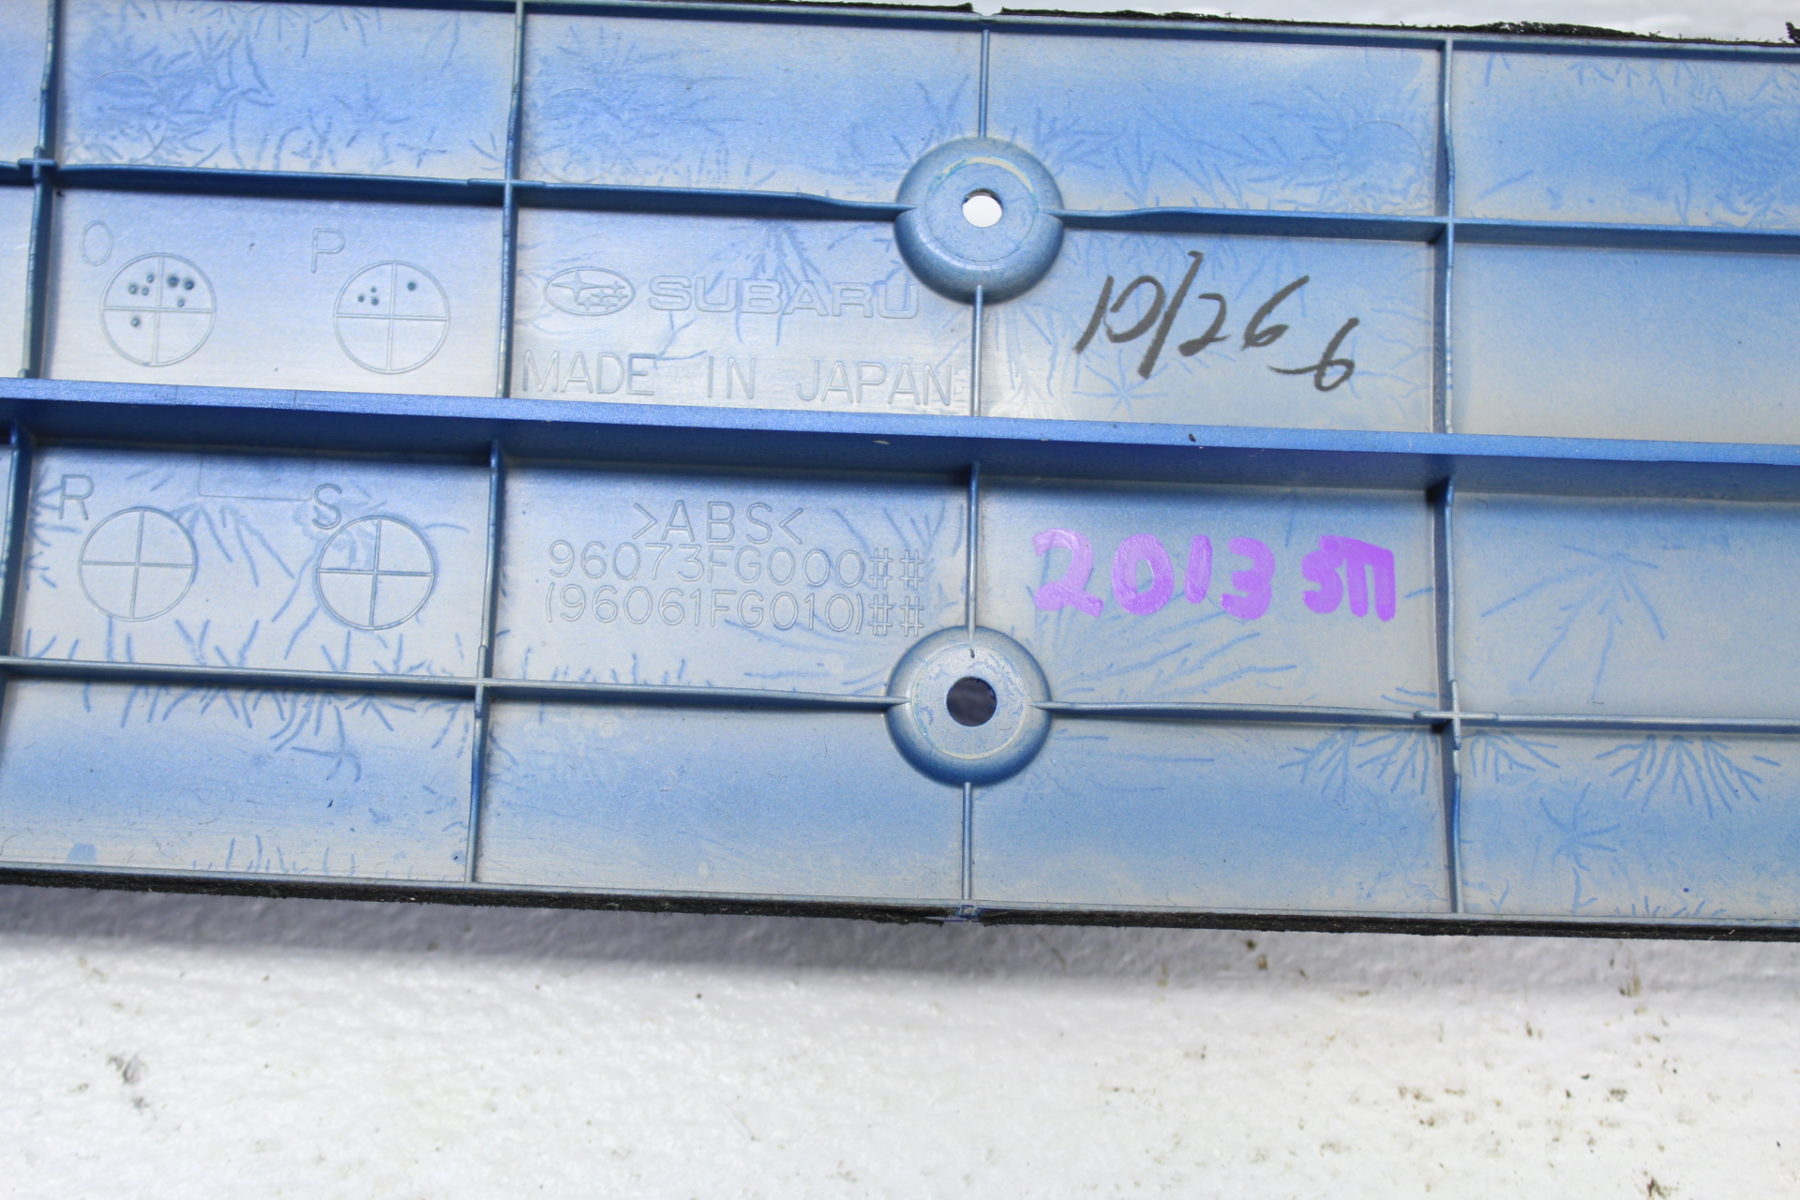 O P
SUBARU
MADE IN JAPAN
10/26
R S
>ABS<
96073FG000##
(96061FG010)##
2013 STI